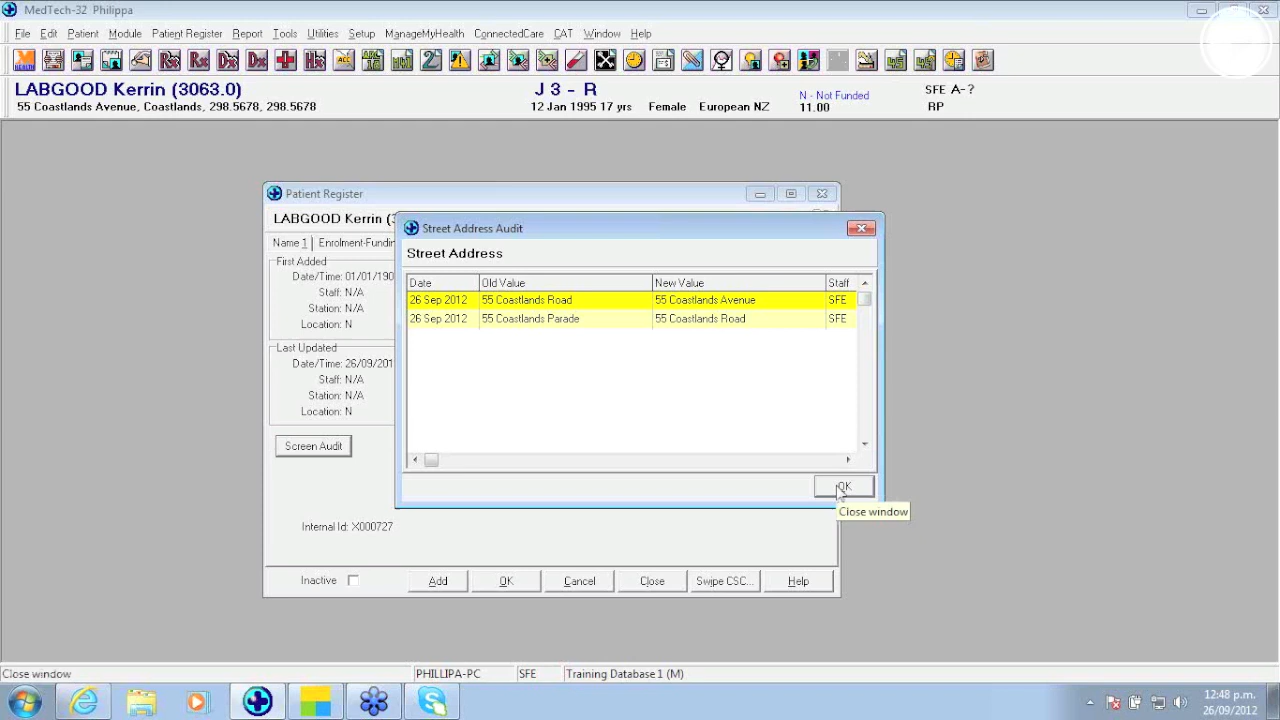 MedTech-32 Philippa
File Edit Patient Module Patient Register Report Tools Utilities Setup ManageMyHealth ConnectedCare CAT Window Help
LABGOOD Kerrin (3063.0)
J 3 - R
N - Not Funded
SFE A-?
55 Coastlands Avenue, Coastlands, 298.5678, 298.5678
12 Jan 1995 17 yrs Female European NZ
11.00
RP
Patient Register
LABGOOD Kerrin (3
Name 1 Enrolment-Fundin
First Added
Date/Time: 01/01/190
Staff: N/A
Station: N/A
Location: N
Last Updated
Date/Time: 26/09/201
Staff: N/A
Station: N/A
Location: N
Screen Audit
Internal Id: X000727
Inactive
Add OK Cancel Close Swipe CSC... Help
Street Address Audit
Street Address
Date Old Value New Value Staff
26 Sep 2012 55 Coastlands Road 55 Coastlands Avenue SFE
26 Sep 2012 55 Coastlands Parade 55 Coastlands Road SFE
OK
Close window
Close window PHILLIPA-PC SFE Training Database 1 (M)
12:48 p.m.
26/09/2012